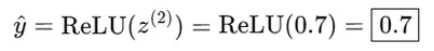 ŷ = ReLU(z⁽²⁾) = ReLU(0.7) = 0.7